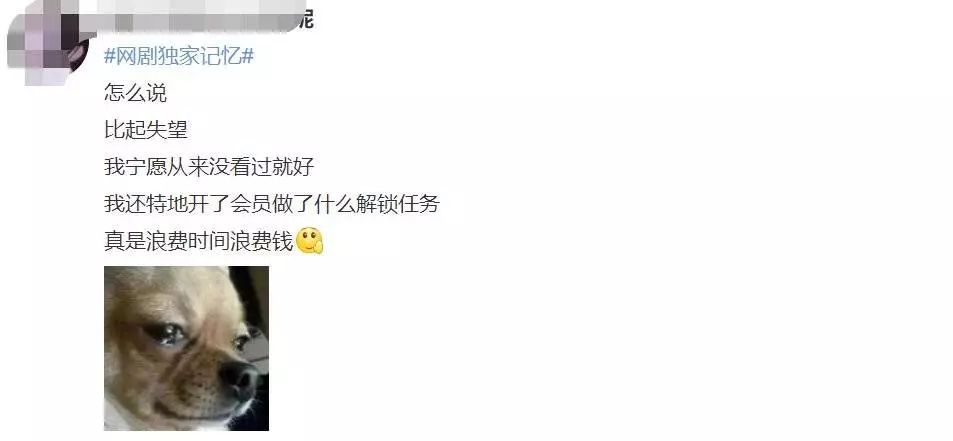 呢
#网剧独家记忆#
怎么说
比起失望
我宁愿从来没看过就好
我还特地开了会员做了什么解锁任务
真是浪费时间浪费钱